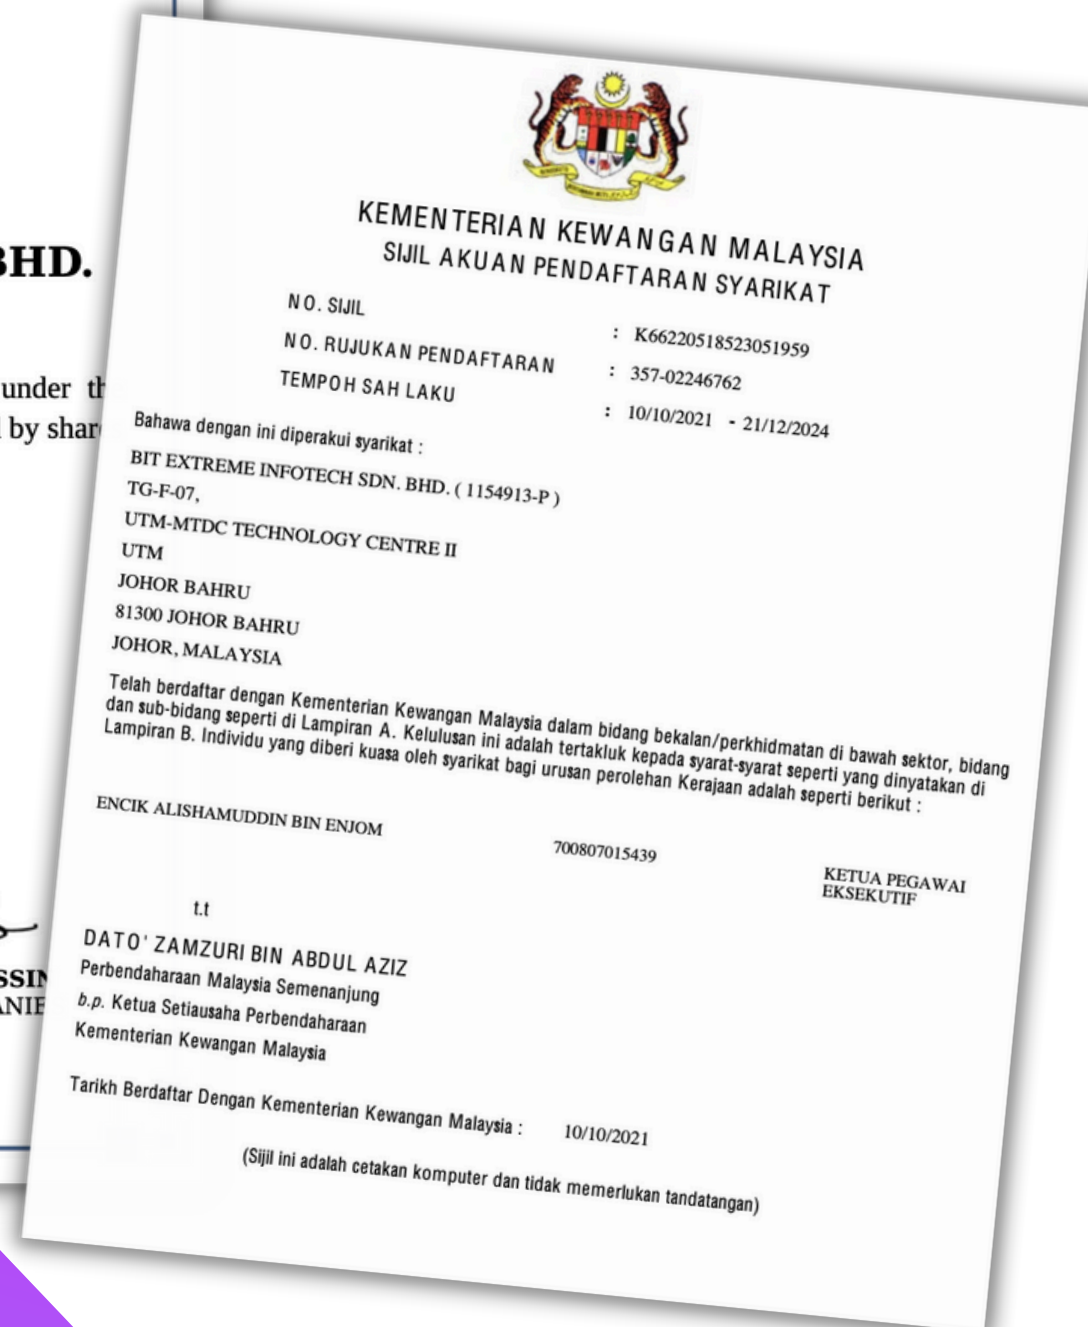 BHD.
under th
by shar
SSIN
ANIE
KEMENTERIAN KEWANGAN MALAYSIA
SIJIL AKUAN PENDAFTARAN SYARIKAT
NO. SIJIL : K66220518523051959
NO. RUJUKAN PENDAFTARAN : 357-02246762
TEMPOH SAH LAKU : 10/10/2021 - 21/12/2024
Bahawa dengan ini diperakui syarikat :
BIT EXTREME INFOTECH SDN. BHD. ( 1154913-P )
TG-F-07,
UTM-MTDC TECHNOLOGY CENTRE II
UTM
JOHOR BAHRU
81300 JOHOR BAHRU
JOHOR, MALAYSIA
Telah berdaftar dengan Kementerian Kewangan Malaysia dalam bidang bekalan/perkhidmatan di bawah sektor, bidang
dan sub-bidang seperti di Lampiran A. Kelulusan ini adalah tertakluk kepada syarat-syarat seperti yang dinyatakan di
Lampiran B. Individu yang diberi kuasa oleh syarikat bagi urusan perolehan Kerajaan adalah seperti berikut :
ENCIK ALISHAMUDDIN BIN ENJOM 700807015439 KETUA PEGAWAI
EKSEKUTIF
t.t
DATO' ZAMZURI BIN ABDUL AZIZ
Perbendaharaan Malaysia Semenanjung
b.p. Ketua Setiausaha Perbendaharaan
Kementerian Kewangan Malaysia
Tarikh Berdaftar Dengan Kementerian Kewangan Malaysia : 10/10/2021
(Sijil ini adalah cetakan komputer dan tidak memerlukan tandatangan)